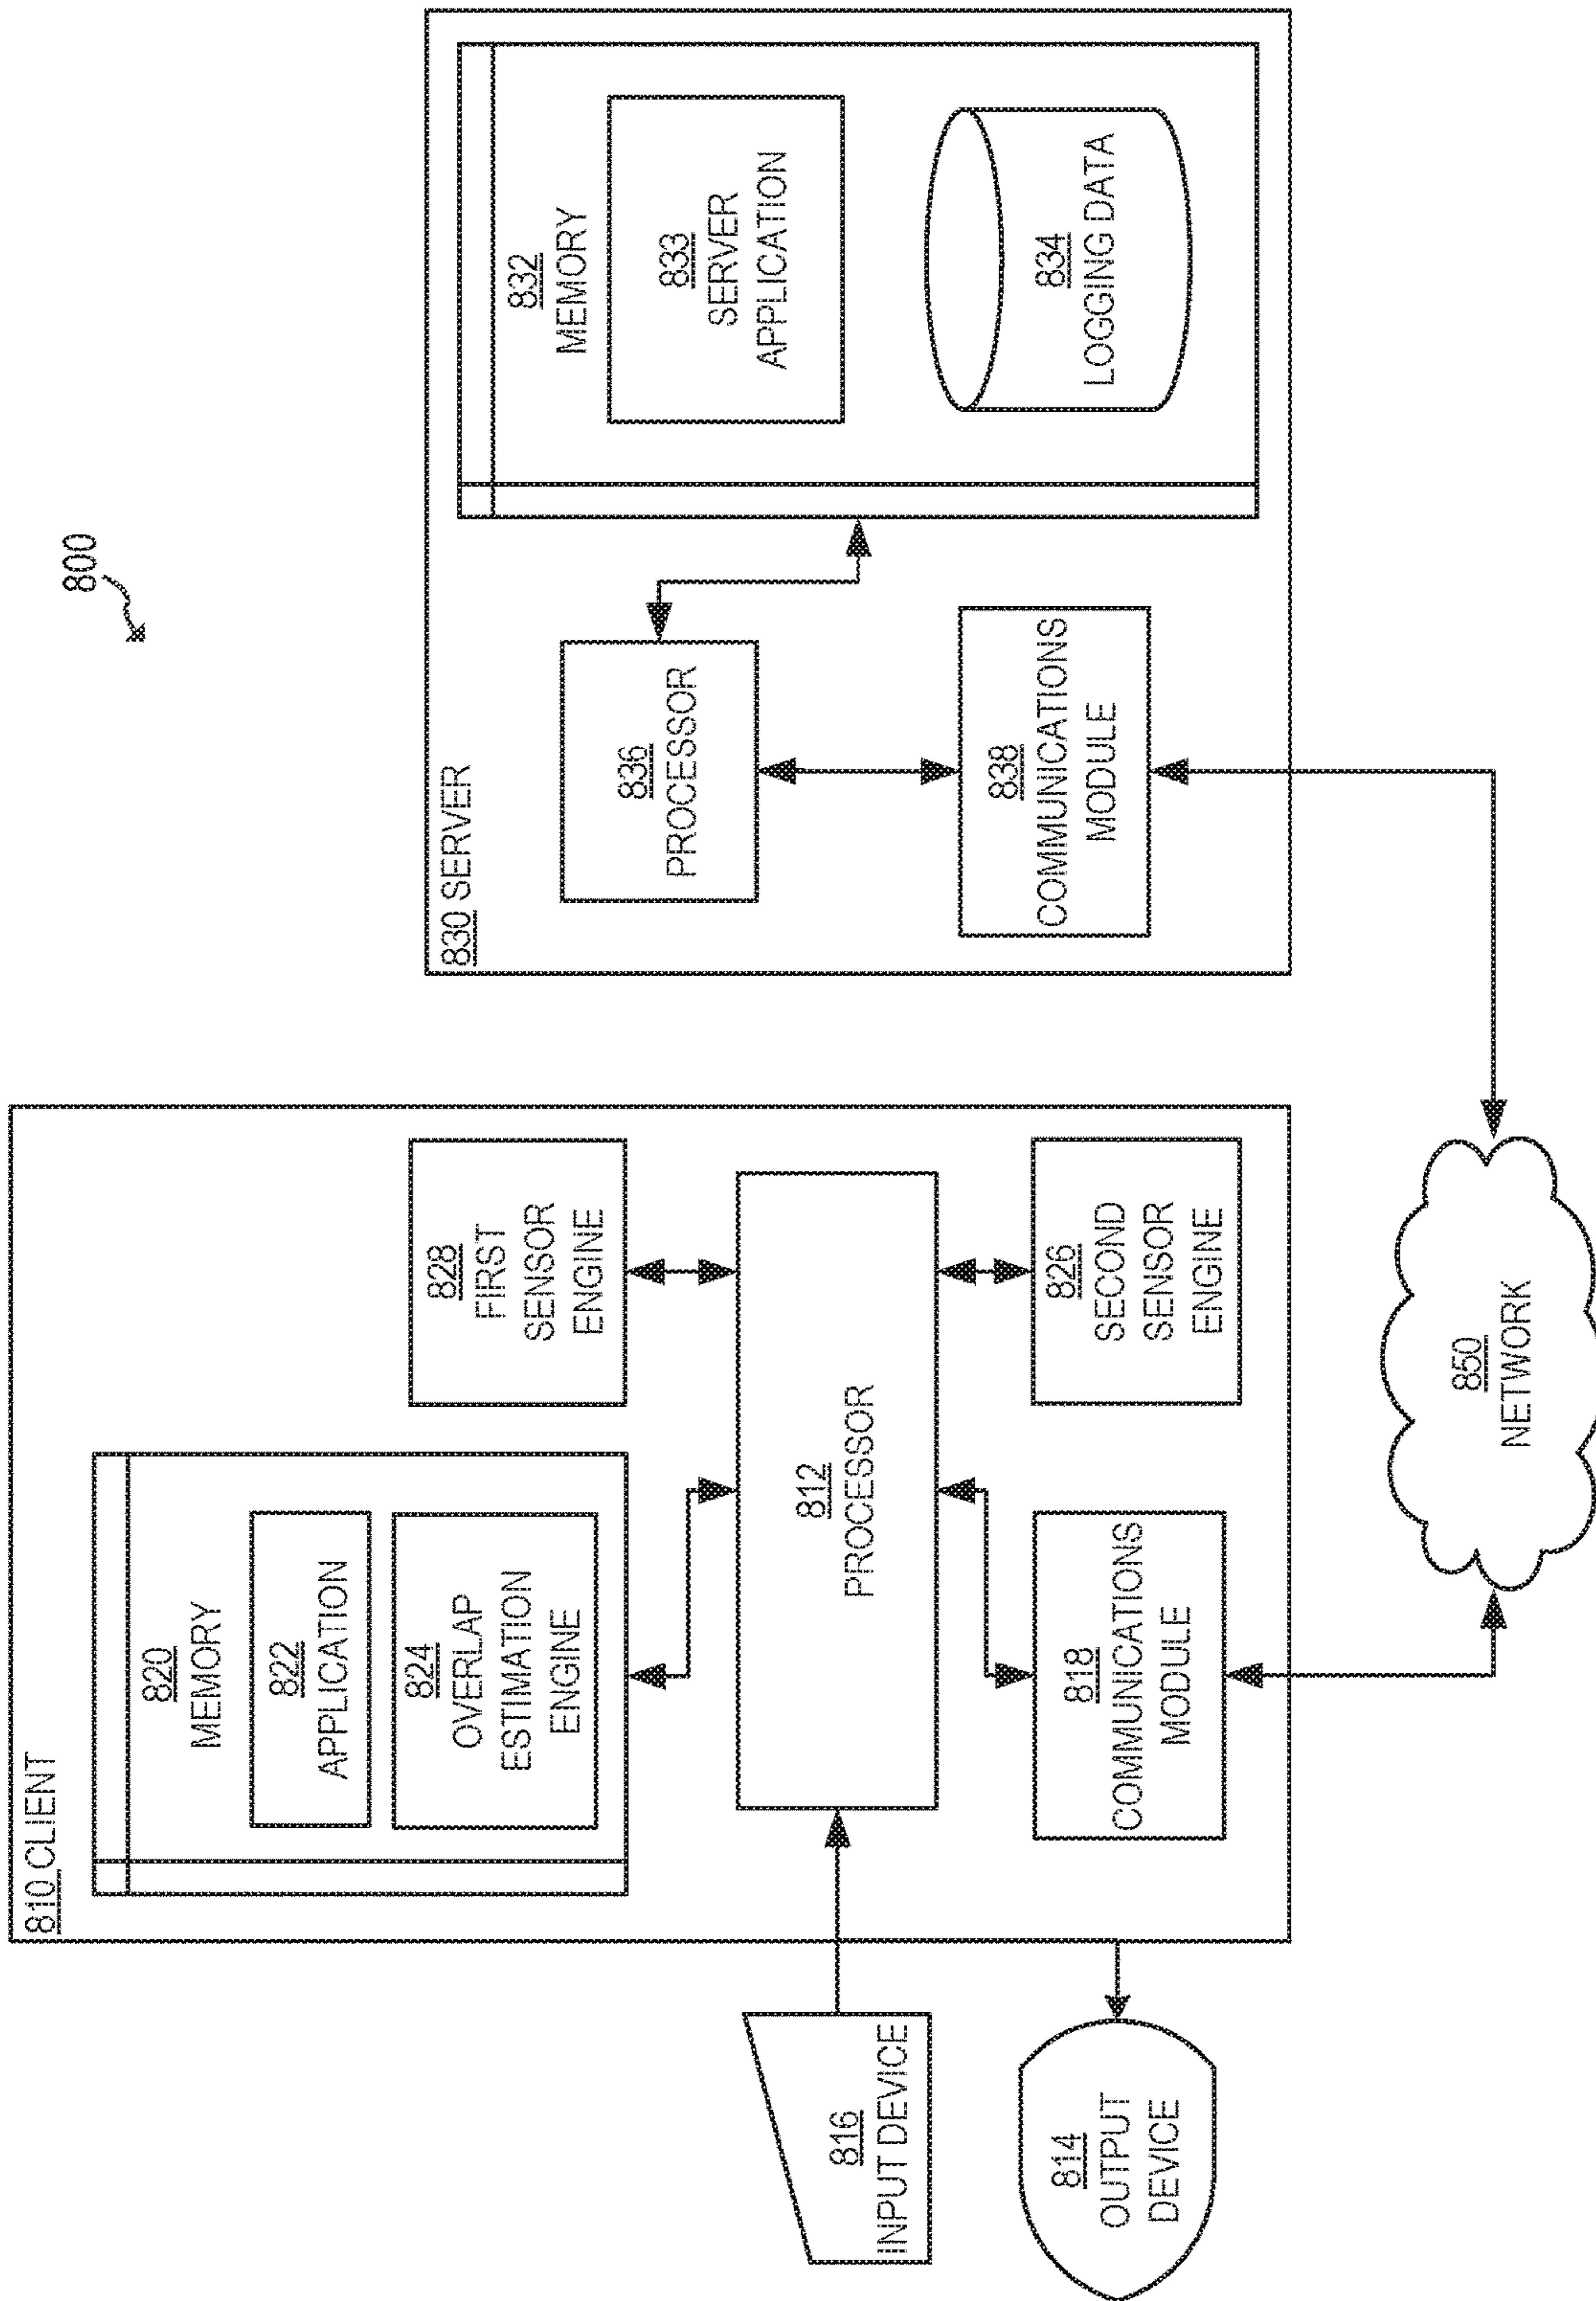 800
810 CLIENT
820
MEMORY
822
APPLICATION
824
OVERLAP
ESTIMATION
ENGINE
828
FIRST
SENSOR
ENGINE
816
INPUT DEVICE
812
PROCESSOR
814
OUTPUT
DEVICE
818
COMMUNICATIONS
MODULE
826
SECOND
SENSOR
ENGINE
850
NETWORK
830 SERVER
836
PROCESSOR
838
COMMUNICATIONS
MODULE
832
MEMORY
833
SERVER
APPLICATION
834
LOGGING DATA